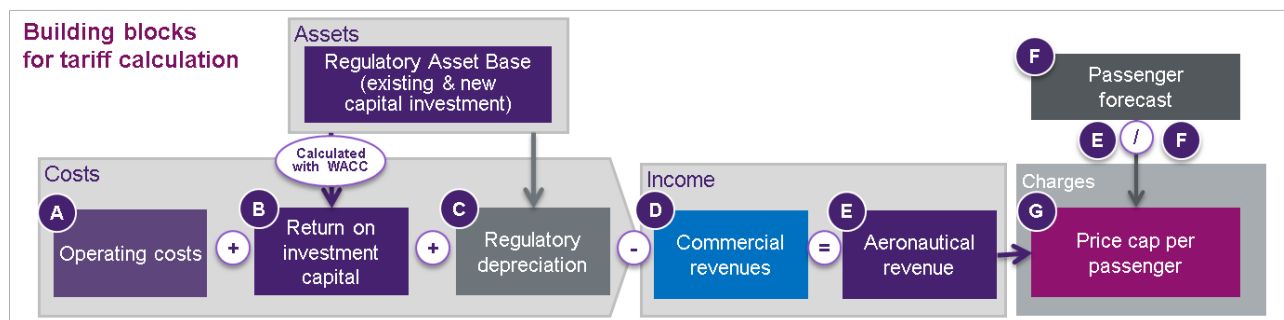 Building blocks
for tariff calculation
Assets
Regulatory Asset Base
(existing & new
capital investment)
F
Passenger
forecast
E / F
Calculated
with WACC
Costs
A
Operating costs
+
B
Return on
investment
capital
+
C
Regulatory
depreciation
-
Income
D
Commercial
revenues
=
E
Aeronautical
revenue
Charges
G
Price cap per
passenger